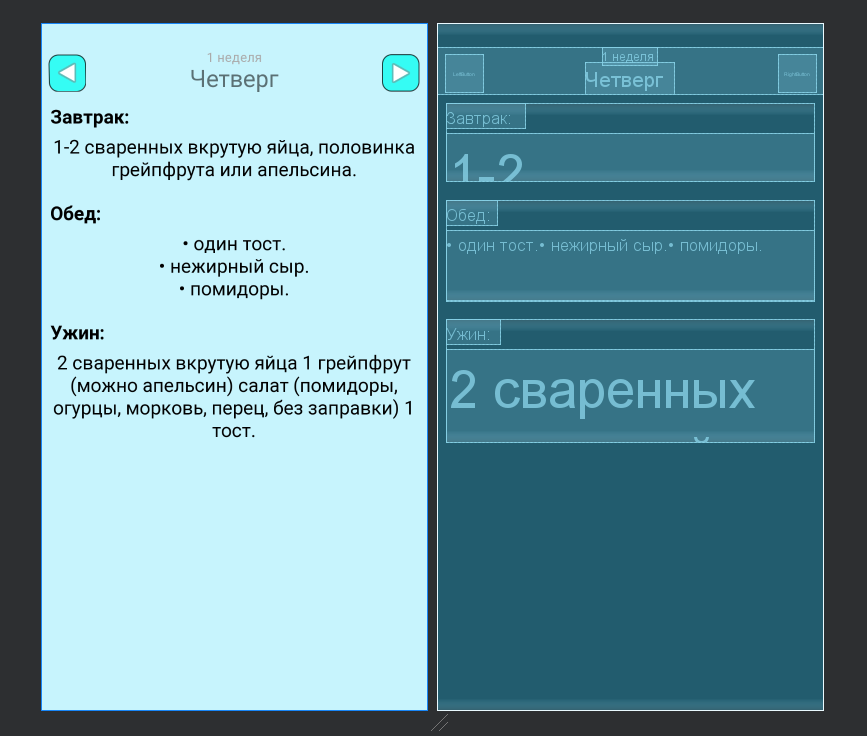 1 неделя
Четверг
Завтрак:
1-2 сваренных вкрутую яйца, половинка
грейпфрута или апельсина.
Обед:
• один тост.
• нежирный сыр.
• помидоры.
Ужин:
2 сваренных вкрутую яйца 1 грейпфрут
(можно апельсин) салат (помидоры,
огурцы, морковь, перец, без заправки) 1
тост.
1 неделя
LeftButton
Четверг
RightButton
Завтрак:
1-2
Обед:
• один тост.• нежирный сыр.• помидоры.
Ужин:
2 сваренных